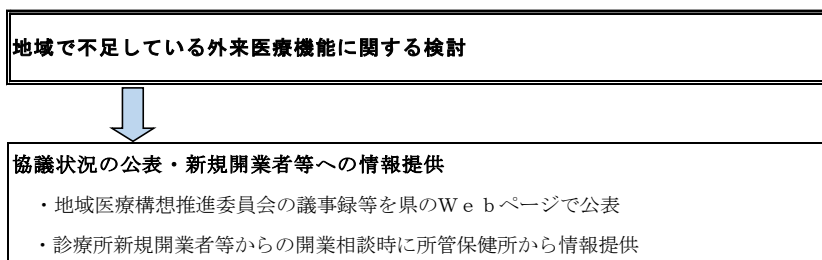 地域で不足している外来医療機能に関する検討
協議状況の公表・新規開業者等への情報提供
・地域医療構想推進委員会の議事録等を県のWebページで公表
・診療所新規開業者等からの開業相談時に所管保健所から情報提供